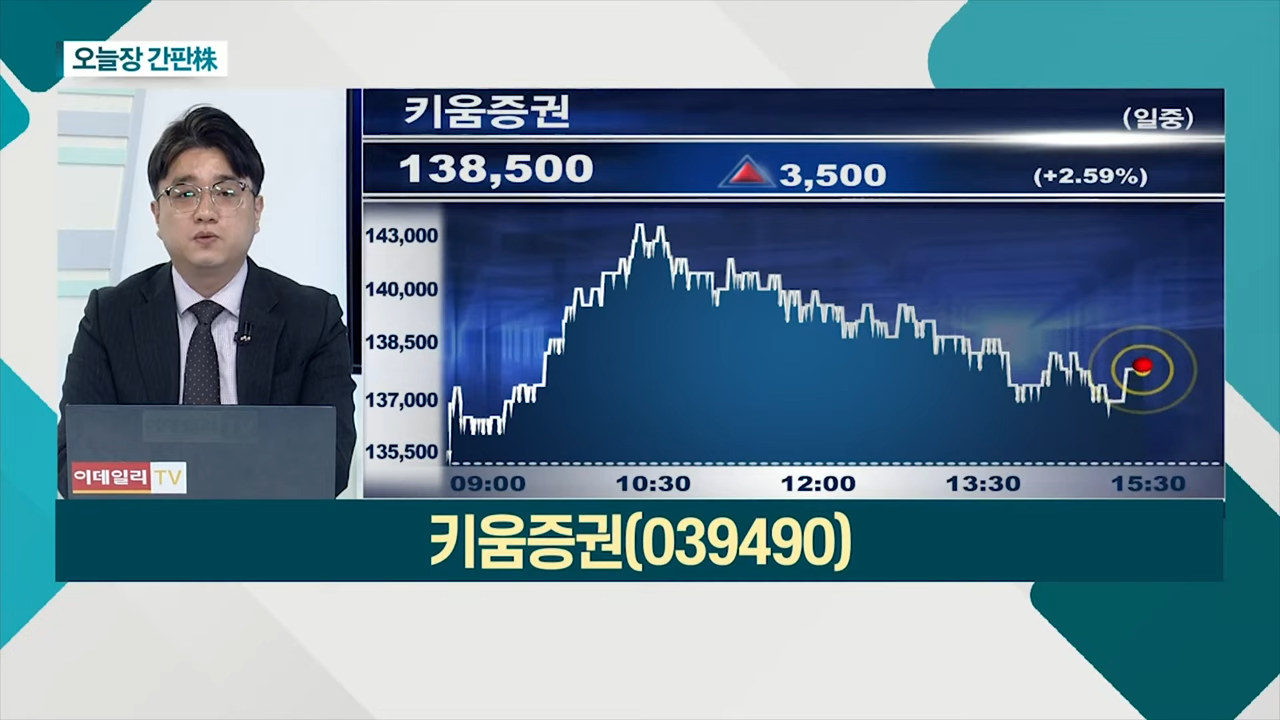 오늘장 간판株
키움증권 (일중)
138,500 ▲ 3,500 (+2.59%)
143,000
140,000
138,500
137,000
135,500
09:00 10:30 12:00 13:30 15:30
이데일리 TV
키움증권(039490)